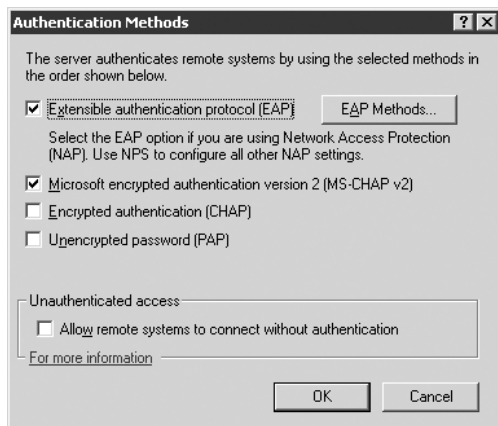 Authentication Methods
The server authenticates remote systems by using the selected methods in
the order shown below.
Extensible authentication protocol (EAP)
EAP Methods...
Select the EAP option if you are using Network Access Protection
(NAP). Use NPS to configure all other NAP settings.
Microsoft encrypted authentication version 2 (MS-CHAP v2)
Encrypted authentication (CHAP)
Unencrypted password (PAP)
Unauthenticated access
Allow remote systems to connect without authentication
For more information
OK
Cancel